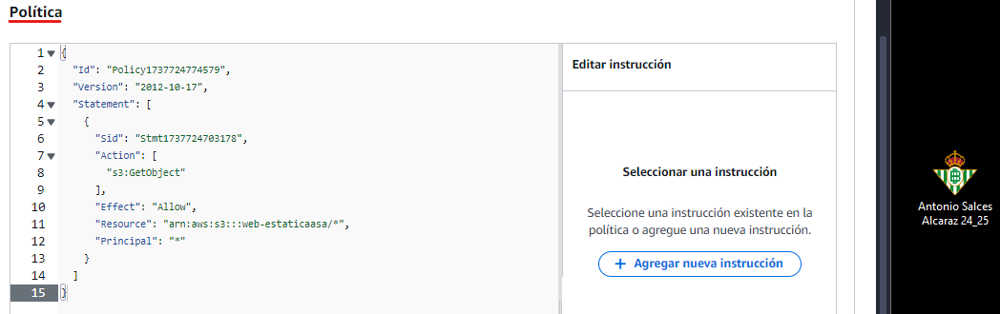 Política
1 {
2 "Id": "Policy1737724774579",
3 "Version": "2012-10-17",
4 "Statement": [
5 {
6 "Sid": "Stmt1737724703178",
7 "Action": [
8 "s3:GetObject"
9 ],
10 "Effect": "Allow",
11 "Resource": "arn:aws:s3:::web-estaticaasa/*",
12 "Principal": "*"
13 }
14 ]
15 }
Editar instrucción
Seleccionar una instrucción
Seleccione una instrucción existente en la
política o agregue una nueva instrucción.
+ Agregar nueva instrucción
Antonio Salces
Alcaraz 24_25